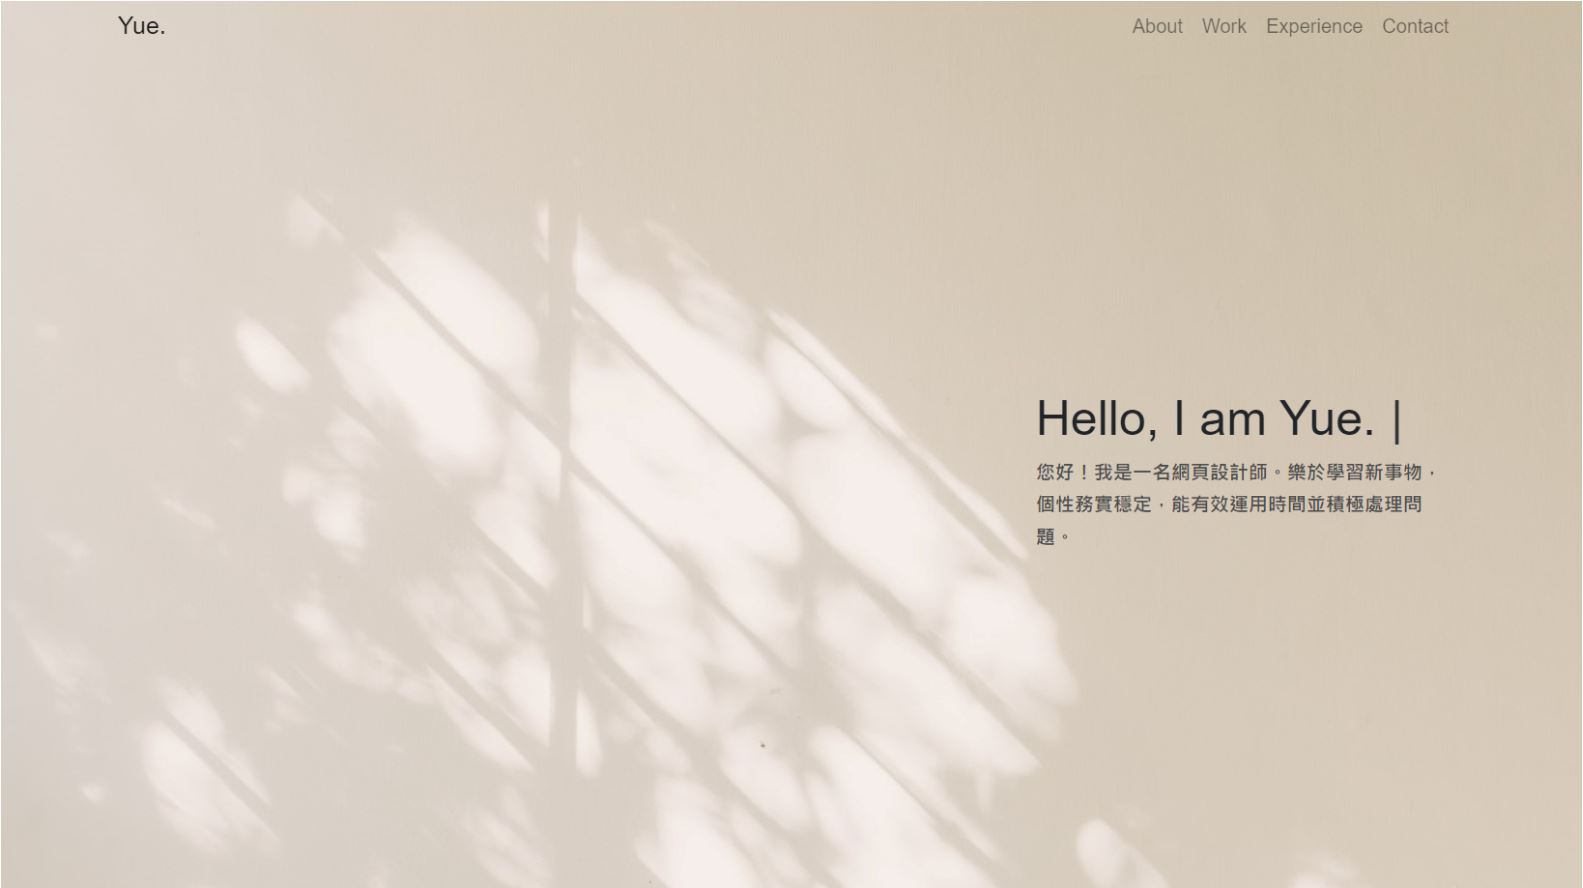 Yue.
About Work Experience Contact
Hello, I am Yue. |
您好！我是一名網頁設計師。樂於學習新事物，
個性務實穩定，能有效運用時間並積極處理問
題。